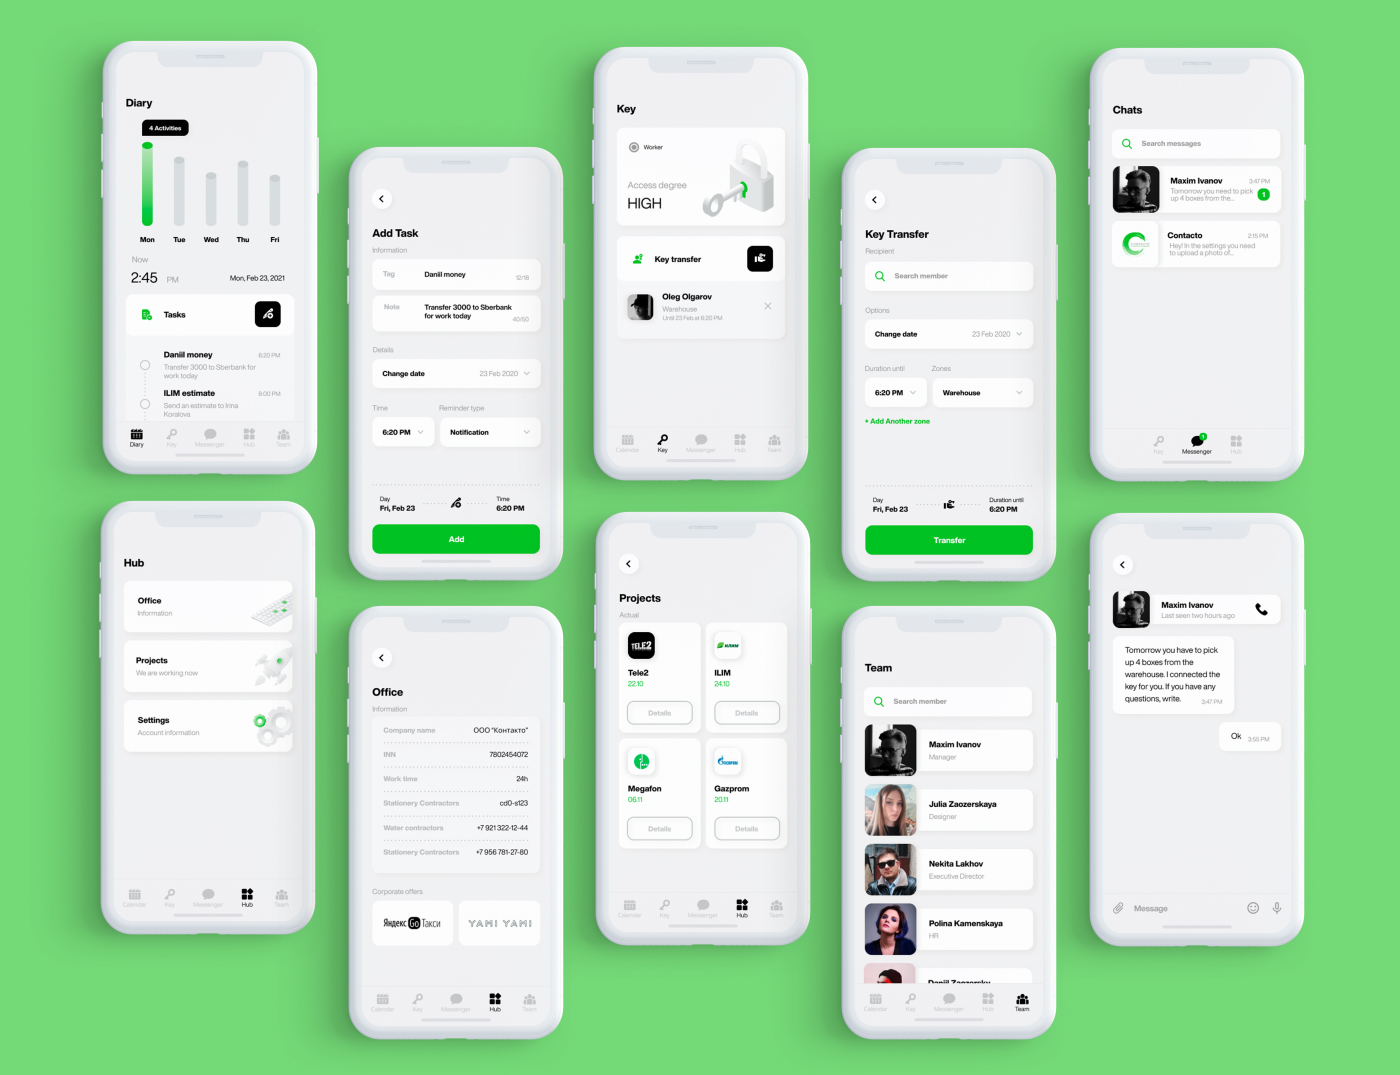 Diary
4 Activities
Mon Tue Wed Thu Fri
Now
2:45 PM Mon, Feb 23, 2021
Tasks
Daniil money 6:20 PM
Transfer 3000 to Sberbank for
work today
ILIM estimate 8:00 PM
Send an estimate to Irina
Koralova
Diary Key Messenger Hub Team
Add Task
Information
Tag Daniil money 12/18
Note Transfer 3000 to Sberbank
for work today 40/50
Details
Change date 23 Feb 2020
Time Reminder type
6:20 PM Notification
Day Time
Fri, Feb 23 6:20 PM
Add
Key
Worker
Access degree
HIGH
Key transfer
Oleg Olgarov
Warehouse
Until 23 Feb at 6:20 PM
Calendar Key Messenger Hub Team
Key Transfer
Recipient
Search member
Options
Change date 23 Feb 2020
Duration until Zones
6:20 PM Warehouse
+ Add Another zone
Day Duration until
Fri, Feb 23 6:20 PM
Transfer
Chats
Search messages
Maxim Ivanov 3:47 PM
Tomorrow you need to pick
up 4 boxes from the... 1
Contacto 2:15 PM
Hey! In the settings you need
to upload a photo of...
1
Key Messenger Hub
Hub
Office
Information
Projects
We are working now
Settings
Account information
Calendar Key Messenger Hub Team
Office
Information
Company name ООО "Контакто"
INN 7802454072
Work time 24h
Stationery Contractors cd0-s123
Water contractors +7 921 322-12-44
Stationery Contractors +7 956 781-27-80
Corporate offers
Яндекс Go Такси YAMI YAMI
Calendar Key Messenger Hub Team
Projects
Actual
TELE2 ИЛИМ
Tele2 ILIM
22.10 24.10
Details Details
ГАЗПРОМ
Megafon Gazprom
06.11 20.11
Details Details
Calendar Key Messenger Hub Team
Team
Search member
Maxim Ivanov
Manager
Julia Zaozerskaya
Designer
Nekita Lakhov
Executive Director
Polina Kamenskaya
HR
Daniil Zaozersky
Calendar Key Messenger Hub Team
Maxim Ivanov
Last seen two hours ago
Tomorrow you have to pick
up 4 boxes from the
warehouse. I connected the
key for you. If you have any
questions, write. 3:47 PM
Ok 3:55 PM
Message